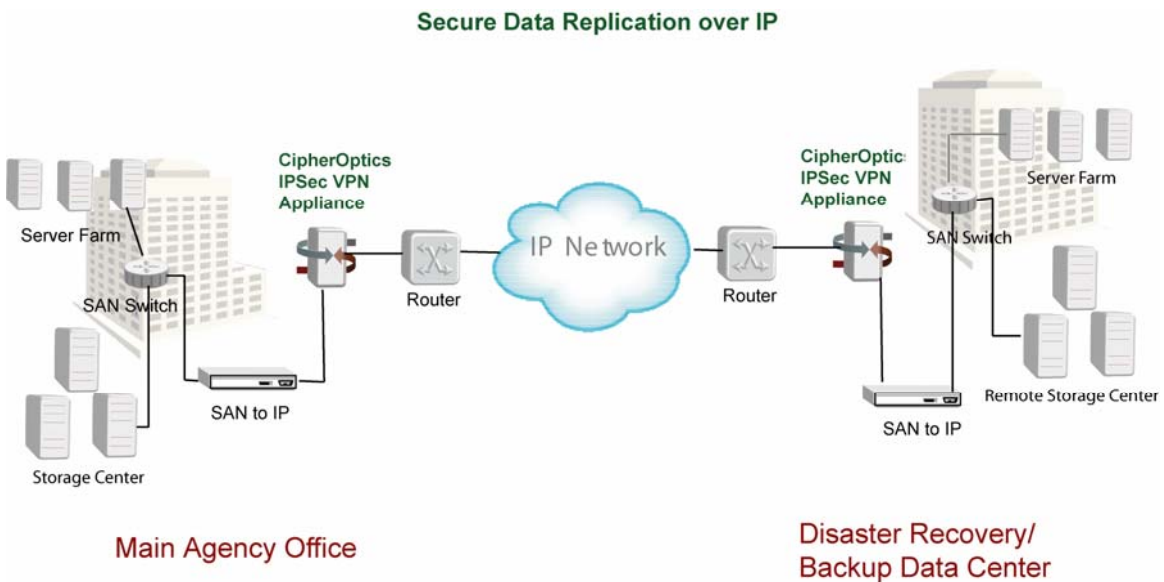 Secure Data Replication over IP
CipherOptics
IPSec VPN
Appliance
Server Farm
SAN Switch
Storage Center
SAN to IP
Router
IP Network
Router
CipherOptics
IPSec VPN
Appliance
Server Farm
SAN Switch
Remote Storage Center
SAN to IP
Main Agency Office
Disaster Recovery/
Backup Data Center